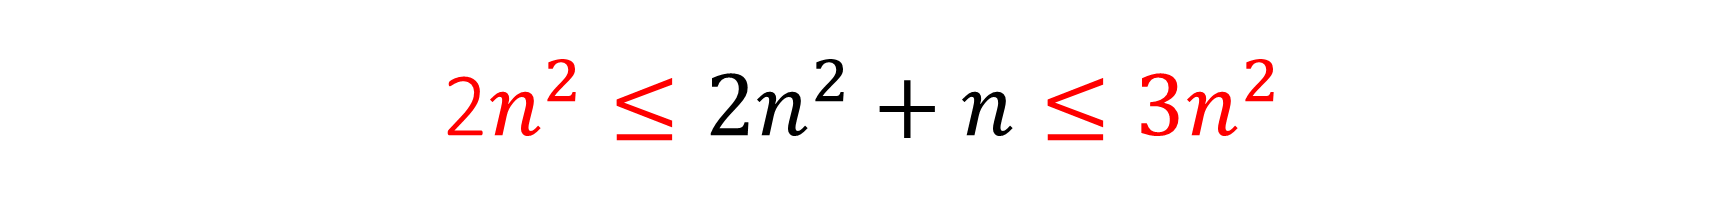 2n² ≤ 2n² + n ≤ 3n²